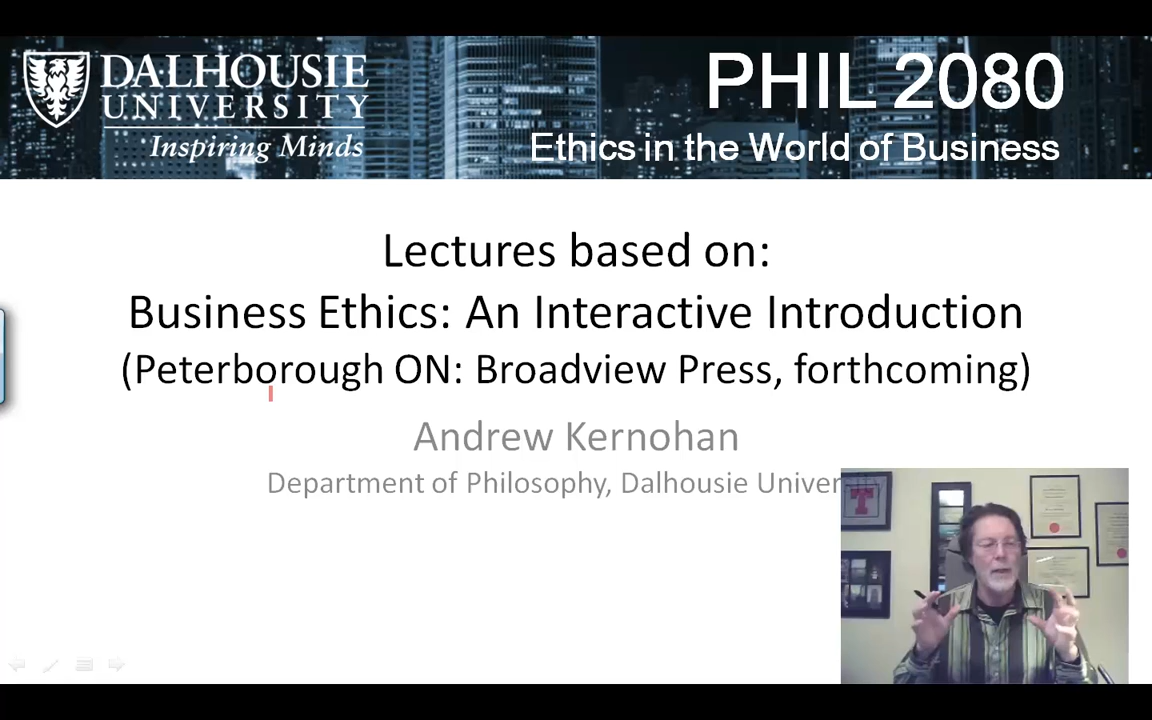 DALHOUSIE
UNIVERSITY
Inspiring Minds
PHIL 2080
Ethics in the World of Business
Lectures based on:
Business Ethics: An Interactive Introduction
(Peterborough ON: Broadview Press, forthcoming)
Andrew Kernohan
Department of Philosophy, Dalhousie University
T